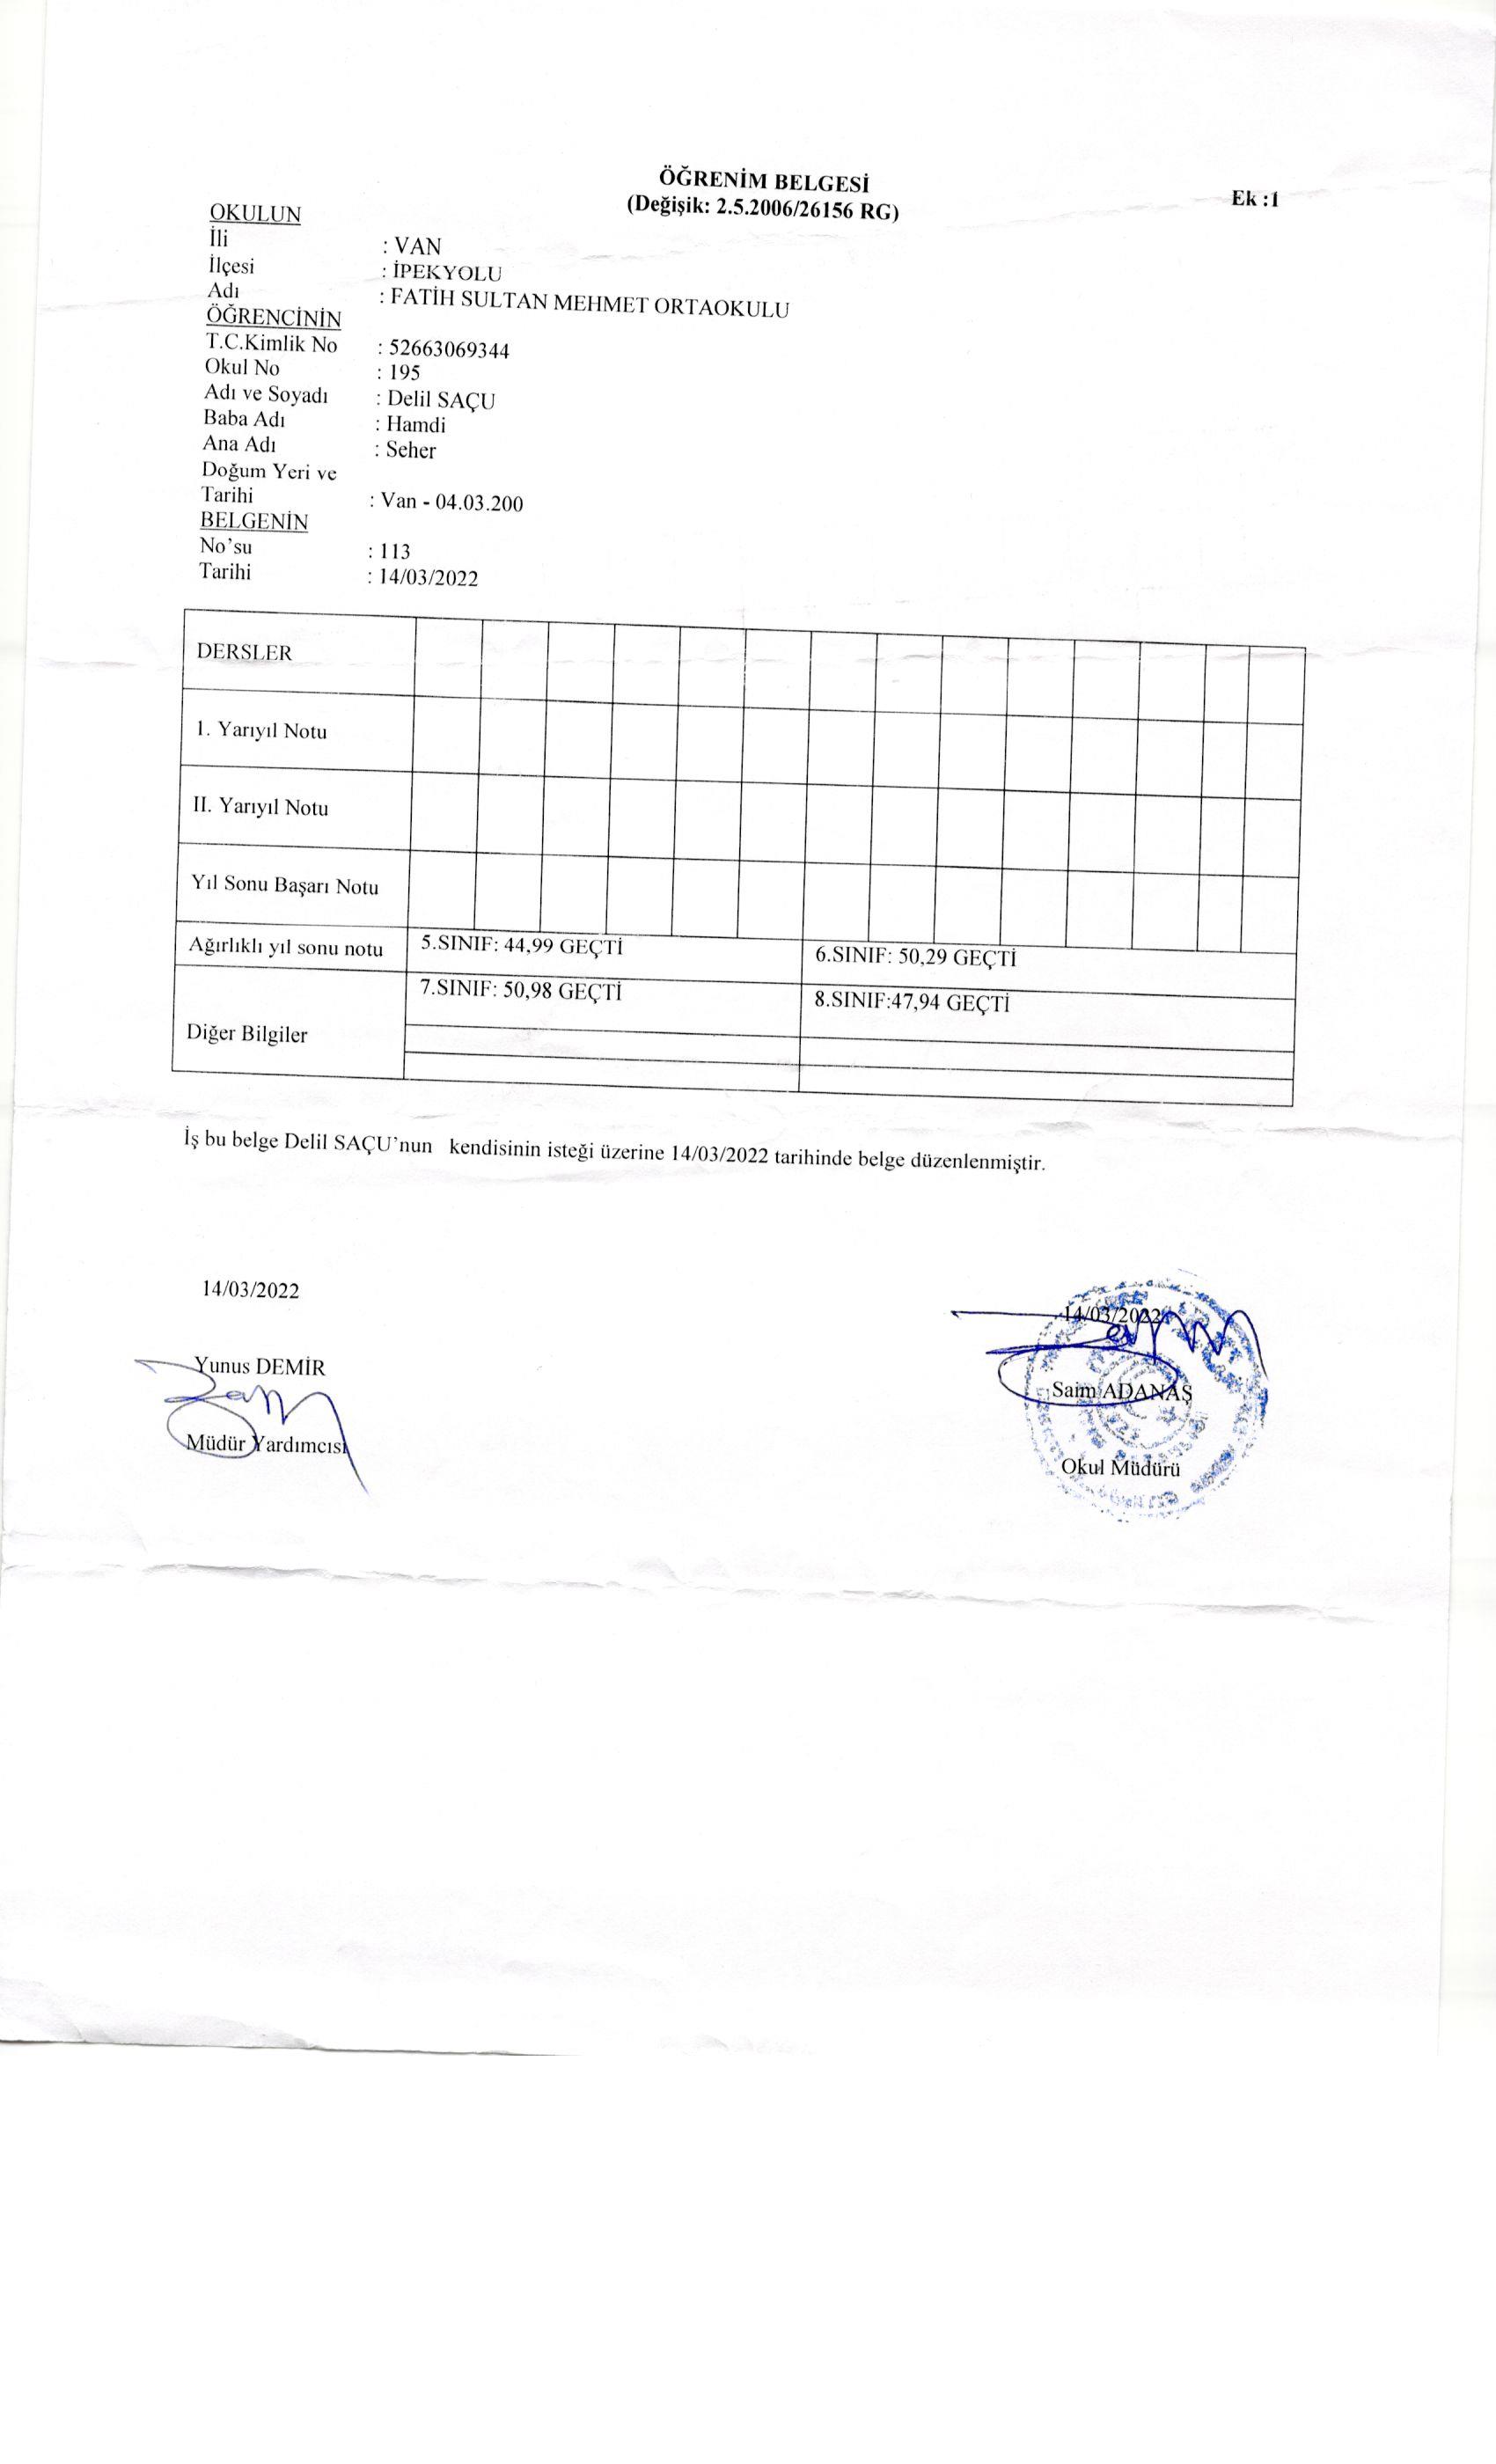 ÖĞRENİM BELGESİ
(Değişik: 2.5.2006/26156 RG)
Ek :1
OKULUN
İli : VAN
İlçesi : İPEKYOLU
Adı : FATİH SULTAN MEHMET ORTAOKULU
ÖĞRENCİNİN
T.C.Kimlik No : 52663069344
Okul No : 195
Adı ve Soyadı : Delil SAÇU
Baba Adı : Hamdi
Ana Adı : Seher
Doğum Yeri ve
Tarihi : Van - 04.03.200
BELGENİN
No'su : 113
Tarihi : 14/03/2022
DERSLER
I. Yarıyıl Notu
II. Yarıyıl Notu
Yıl Sonu Başarı Notu
Ağırlıklı yıl sonu notu 5.SINIF: 44,99 GEÇTİ 6.SINIF: 50,29 GEÇTİ
7.SINIF: 50,98 GEÇTİ 8.SINIF:47,94 GEÇTİ
Diğer Bilgiler
İş bu belge Delil SAÇU'nun kendisinin isteği üzerine 14/03/2022 tarihinde belge düzenlenmiştir.
14/03/2022 14/03/2022
Yunus DEMİR Saim ADANAŞ
Müdür Yardımcısı Okul Müdürü